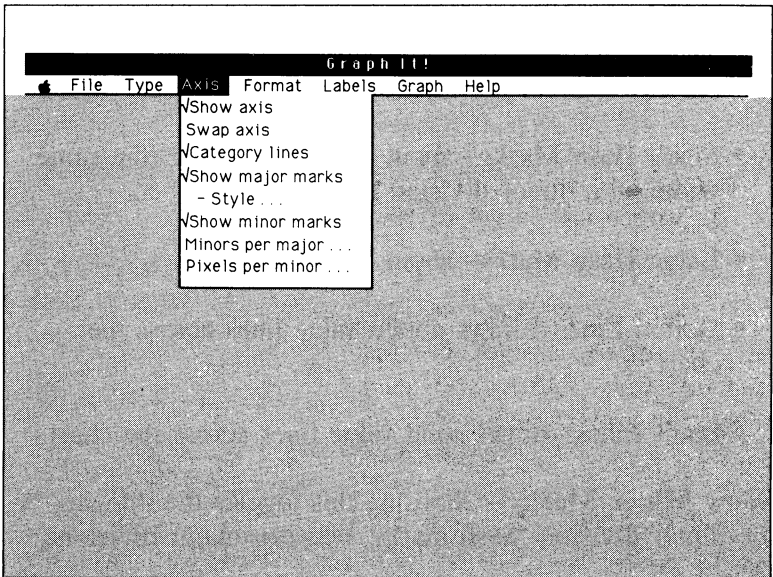 Graph It!
File Type Axis Format Labels Graph Help
√Show axis
Swap axis
√Category lines
√Show major marks
- Style ...
√Show minor marks
Minors per major ...
Pixels per minor ...